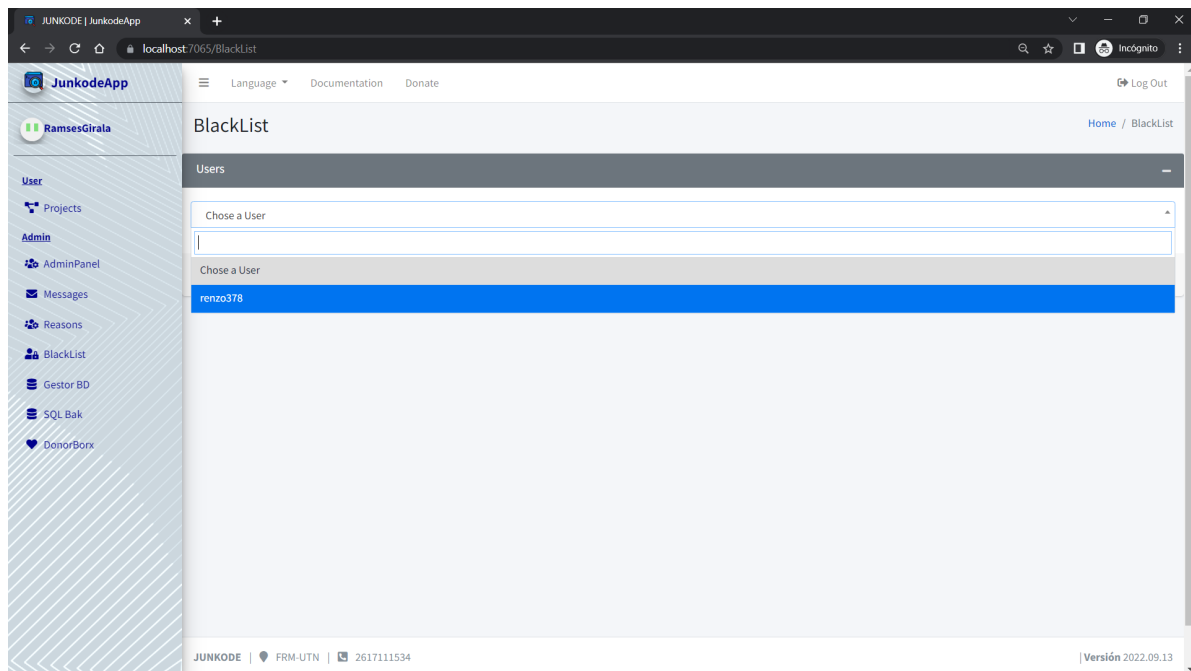 JUNKODE | JunkodeApp
localhost:7065/BlackList
Incógnito
JunkodeApp
Language
Documentation
Donate
Log Out
RamsesGirala
BlackList
Home / BlackList
Users
User
Projects
Chose a User
Admin
AdminPanel
Chose a User
Messages
renzo378
Reasons
BlackList
Gestor BD
SQL Bak
DonorBorx
JUNKODE | FRM-UTN | 2617111534
| Versión 2022.09.13